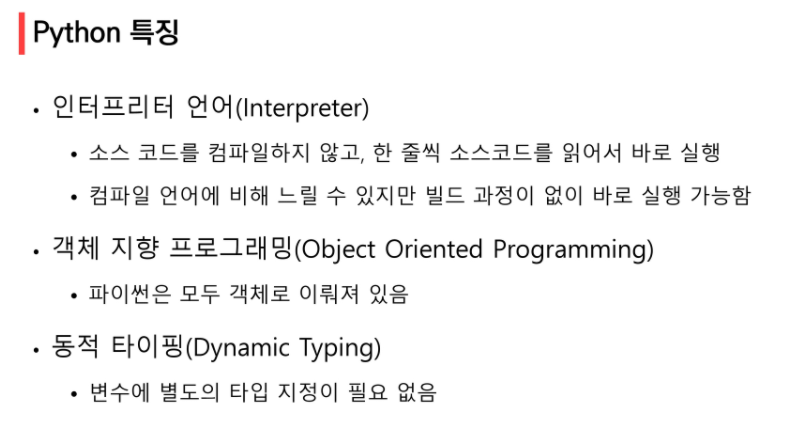 Python 특징
• 인터프리터 언어(Interpreter)
• 소스 코드를 컴파일하지 않고, 한 줄씩 소스코드를 읽어서 바로 실행
• 컴파일 언어에 비해 느릴 수 있지만 빌드 과정이 없이 바로 실행 가능함
• 객체 지향 프로그래밍(Object Oriented Programming)
• 파이썬은 모두 객체로 이뤄져 있음
• 동적 타이핑(Dynamic Typing)
• 변수에 별도의 타입 지정이 필요 없음